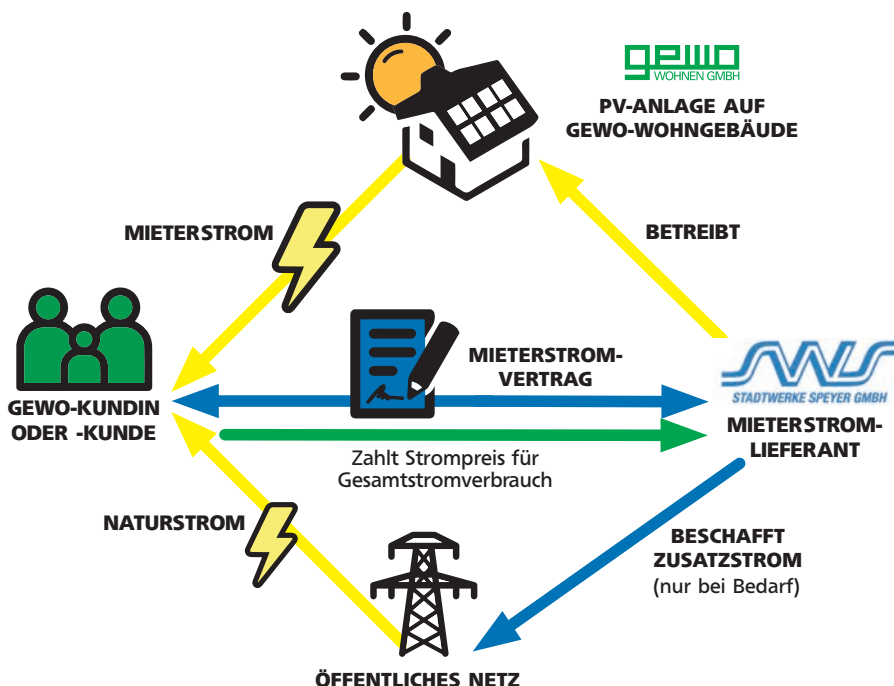 gewo
WOHNEN GMBH
PV-ANLAGE AUF
GEWO-WOHNGEBÄUDE
MIETERSTROM
BETREIBT
MIETERSTROM-
VERTRAG
SWS
STADTWERKE SPEYER GMBH
GEWO-KUNDIN
ODER -KUNDE
MIETERSTROM-
LIEFERANT
Zahlt Strompreis für
Gesamtstromverbrauch
NATURSTROM
BESCHAFFT
ZUSATZSTROM
(nur bei Bedarf)
ÖFFENTLICHES NETZ